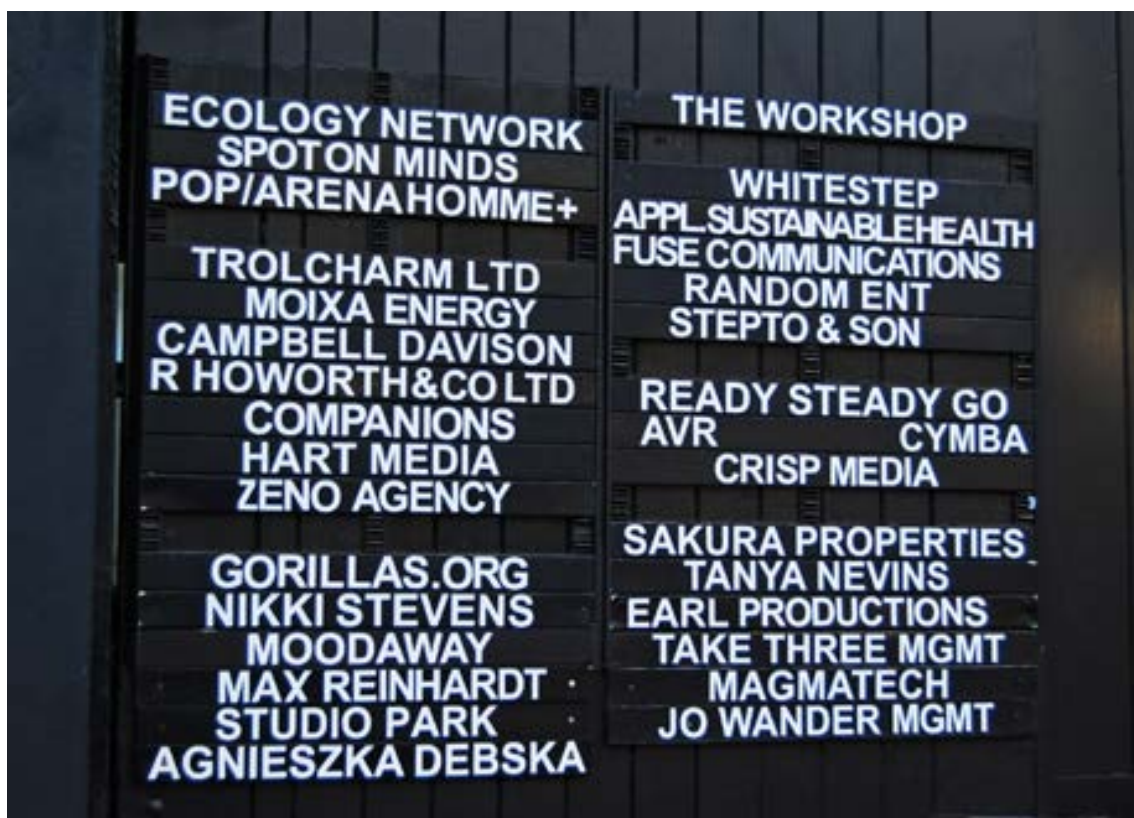 ECOLOGY NETWORK
SPOTON MINDS
POP/ARENAHOMME+
TROLCHARM LTD
MOIXA ENERGY
CAMPBELL DAVISON
R HOWORTH&CO LTD
COMPANIONS
HART MEDIA
ZENO AGENCY
GORILLAS.ORG
NIKKI STEVENS
MOODAWAY
MAX REINHARDT
STUDIO PARK
AGNIESZKA DEBSKA
THE WORKSHOP
WHITESTEP
APPL.SUSTAINABLEHEALTH
FUSE COMMUNICATIONS
RANDOM ENT
STEPTO & SON
READY STEADY GO
AVR CYMBA
CRISP MEDIA
SAKURA PROPERTIES
TANYA NEVINS
EARL PRODUCTIONS
TAKE THREE MGMT
MAGMATECH
JO WANDER MGMT